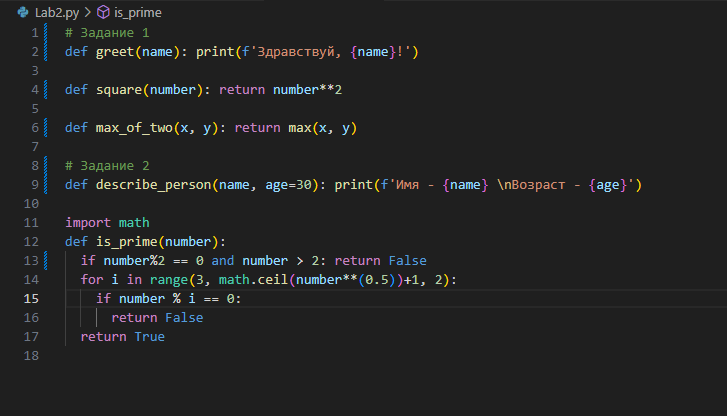 Lab2.py > is_prime
1 # Задание 1
2 def greet(name): print(f'Здравствуй, {name}!')
3
4 def square(number): return number**2
5
6 def max_of_two(x, y): return max(x, y)
7
8 # Задание 2
9 def describe_person(name, age=30): print(f'Имя - {name} \nВозраст - {age}')
10
11 import math
12 def is_prime(number):
13   if number%2 == 0 and number > 2: return False
14   for i in range(3, math.ceil(number**(0.5))+1, 2):
15     if number % i == 0:
16       return False
17   return True
18